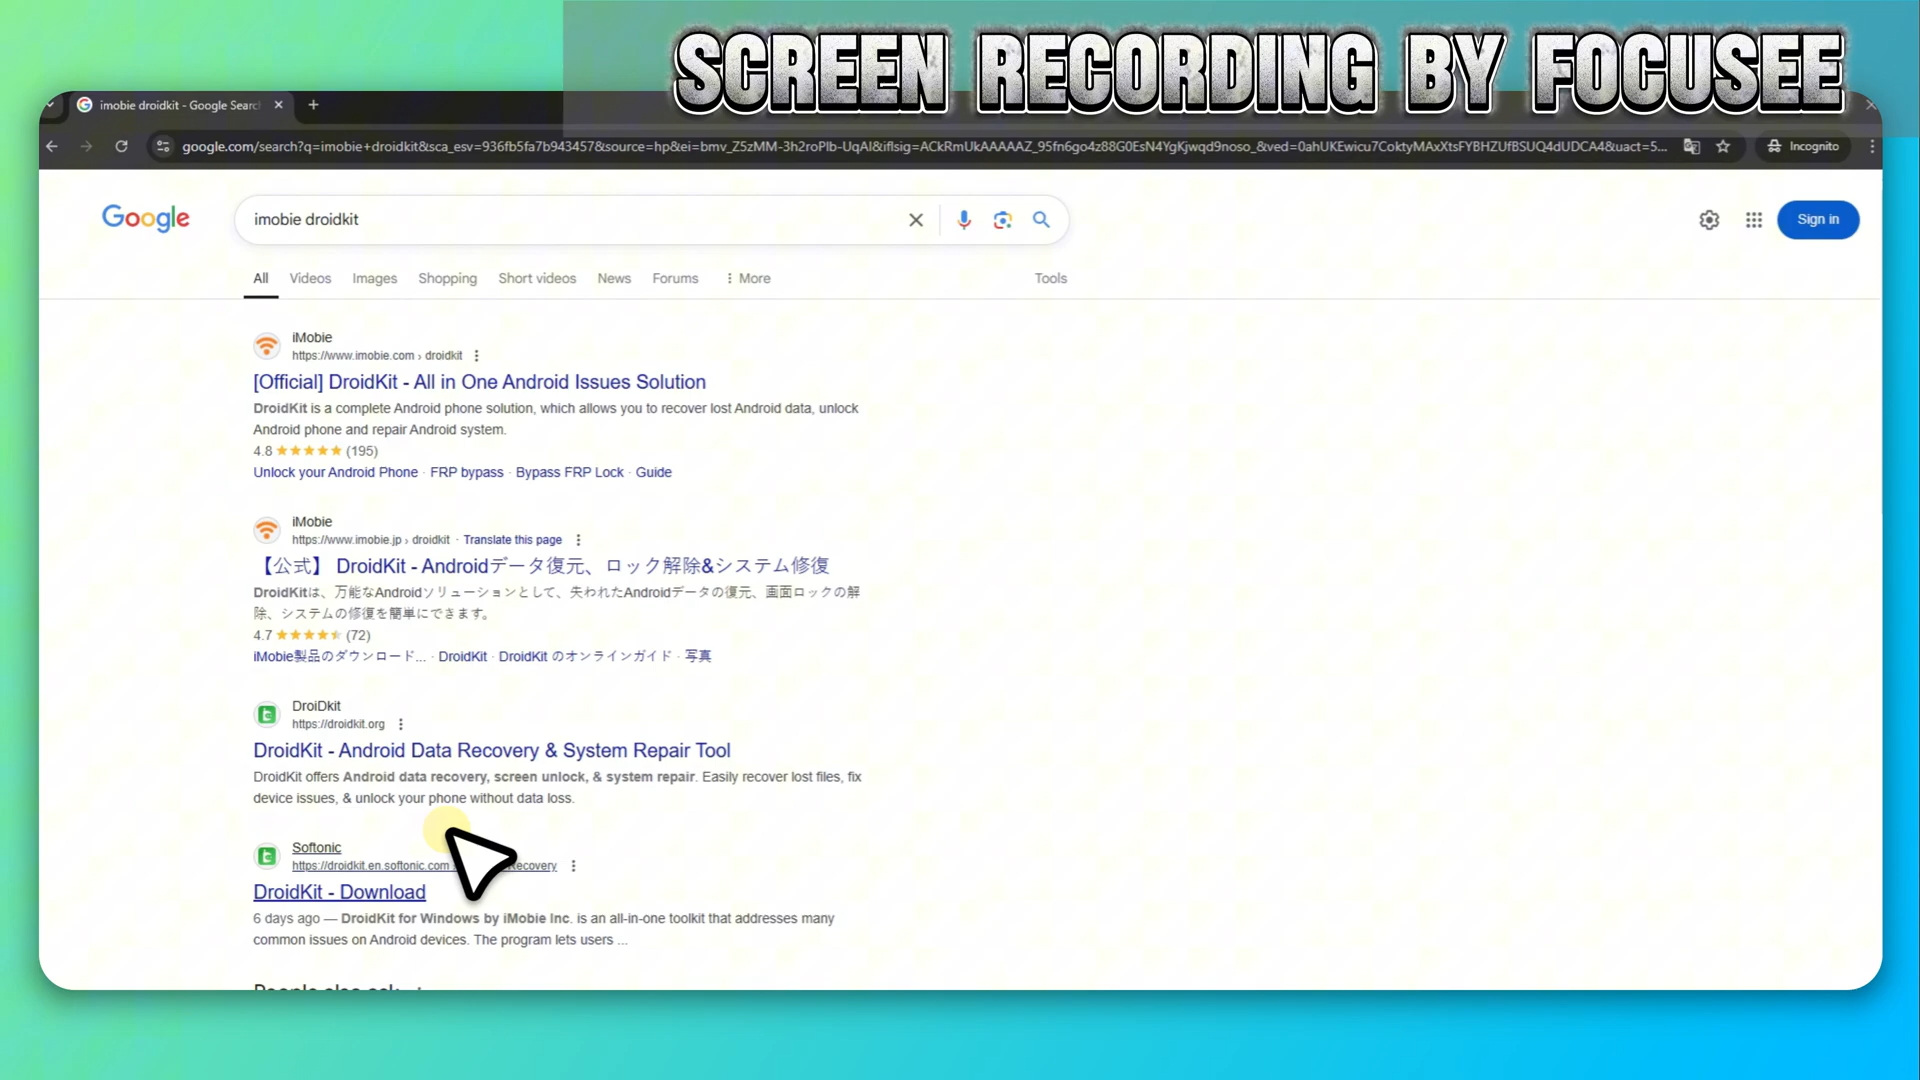 SCREEN RECORDING BY FOCUSEE
imobie droidkit - Google Searc
google.com/search?q=imobie+droidkit&sca_esv=936fb5fa7b943457&source=hp&ei=bmv_Z5zMM-3h2roPlb-UqAI&iflsig=ACkRmUkAAAAAZ_95fn6go4z88G0EsN4YgKjwqd9noso_&ved=0ahUKEwicu7CoktyMAxXtsFYBHZUfBSUQ4dUDCA4&uact=5...
Incognito
Google
imobie droidkit
Sign in
All Videos Images Shopping Short videos News Forums More Tools
iMobie
https://www.imobie.com › droidkit
[Official] DroidKit - All in One Android Issues Solution
DroidKit is a complete Android phone solution, which allows you to recover lost Android data, unlock
Android phone and repair Android system.
4.8 (195)
Unlock your Android Phone · FRP bypass · Bypass FRP Lock · Guide
iMobie
https://www.imobie.jp › droidkit · Translate this page
【公式】 DroidKit - Androidデータ復元、ロック解除&システム修復
DroidKitは、万能なAndroidソリューションとして、失われたAndroidデータの復元、画面ロックの解
除、システムの修復を簡単にできます。
4.7 (72)
iMobie製品のダウンロード... · DroidKit · DroidKit のオンラインガイド · 写真
DroiDkit
https://droidkit.org
DroidKit - Android Data Recovery & System Repair Tool
DroidKit offers Android data recovery, screen unlock, & system repair. Easily recover lost files, fix
device issues, & unlock your phone without data loss.
Softonic
https://droidkit.en.softonic.com Recovery
DroidKit - Download
6 days ago — DroidKit for Windows by iMobie Inc. is an all-in-one toolkit that addresses many
common issues on Android devices. The program lets users ...
People also ask